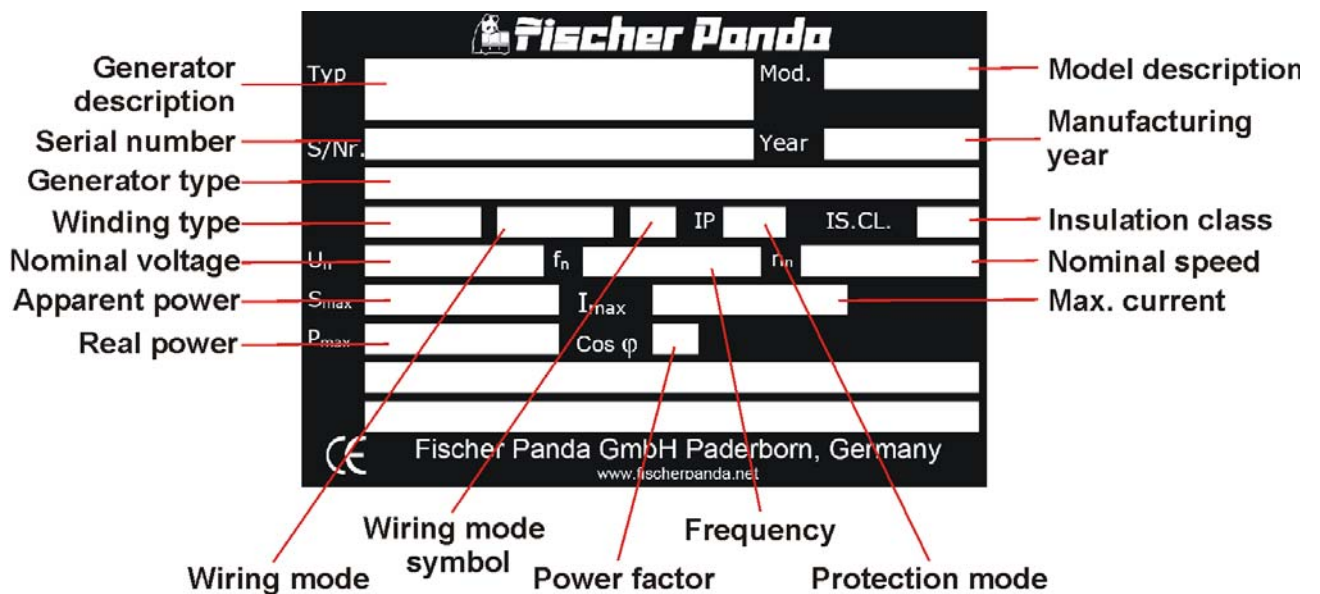 Fischer Panda
Generator description
Typ
Mod.
Model description
Serial number
S/Nr.
Year
Manufacturing year
Generator type
Winding type
IP
IS.CL.
Insulation class
Nominal voltage
Un
fn
nn
Nominal speed
Apparent power
Smax
Imax
Max. current
Real power
Pmax
Cos φ
CE
Fischer Panda GmbH Paderborn, Germany
www.fischerpanda.net
Wiring mode symbol
Frequency
Wiring mode
Power factor
Protection mode